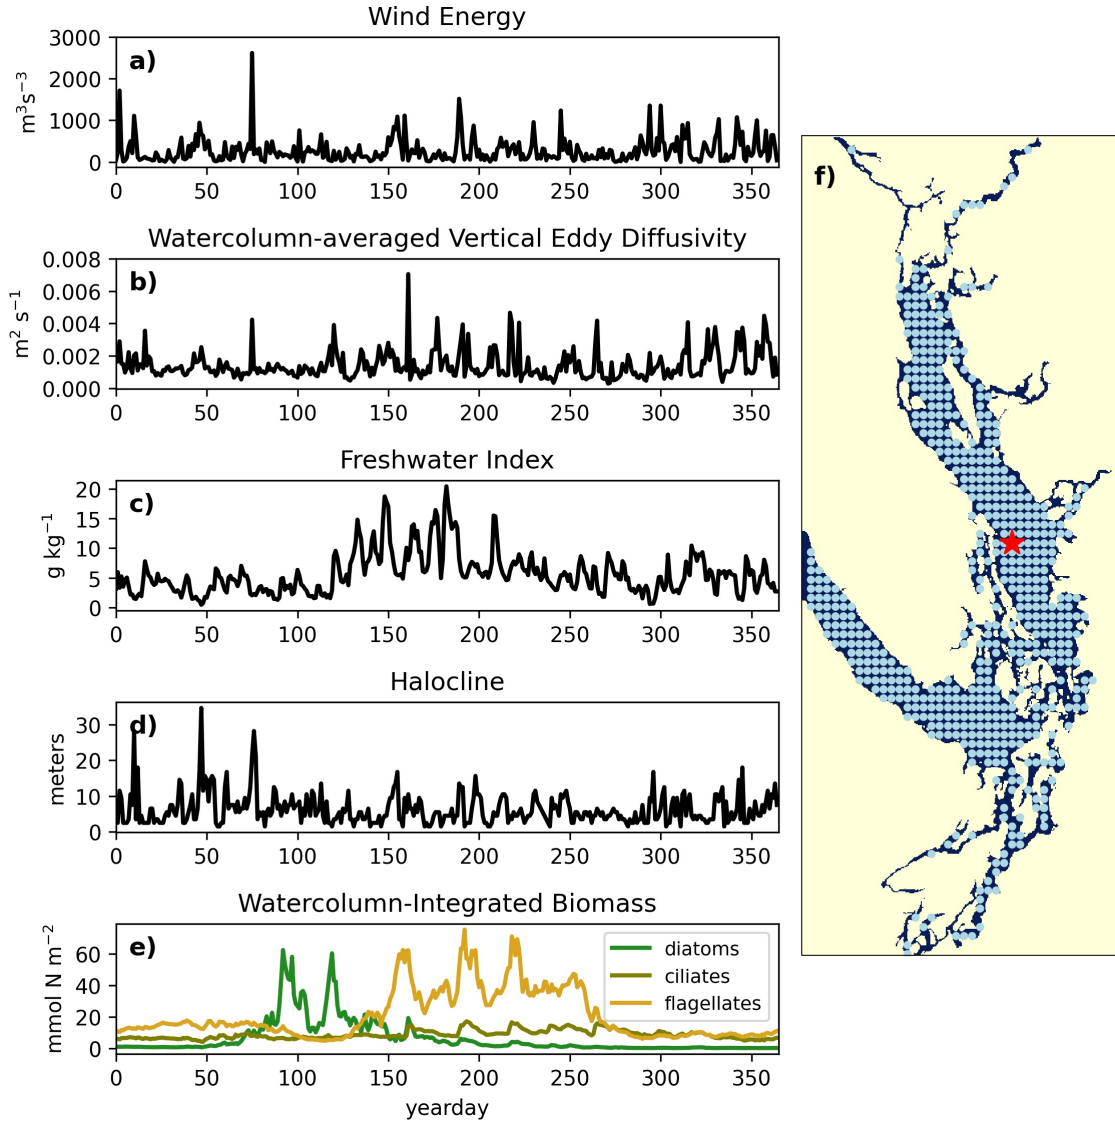 Wind Energy
a)
m³s⁻³
3000
2000
1000
0
0 50 100 150 200 250 300 350
Watercolumn-averaged Vertical Eddy Diffusivity
b)
m² s⁻¹
0.008
0.006
0.004
0.002
0.000
0 50 100 150 200 250 300 350
Freshwater Index
c)
g kg⁻¹
20
15
10
5
0
0 50 100 150 200 250 300 350
Halocline
d)
meters
30
20
10
0
0 50 100 150 200 250 300 350
Watercolumn-Integrated Biomass
e)
mmol N m⁻²
60
40
20
0
diatoms
ciliates
flagellates
0 50 100 150 200 250 300 350
yearday
f)